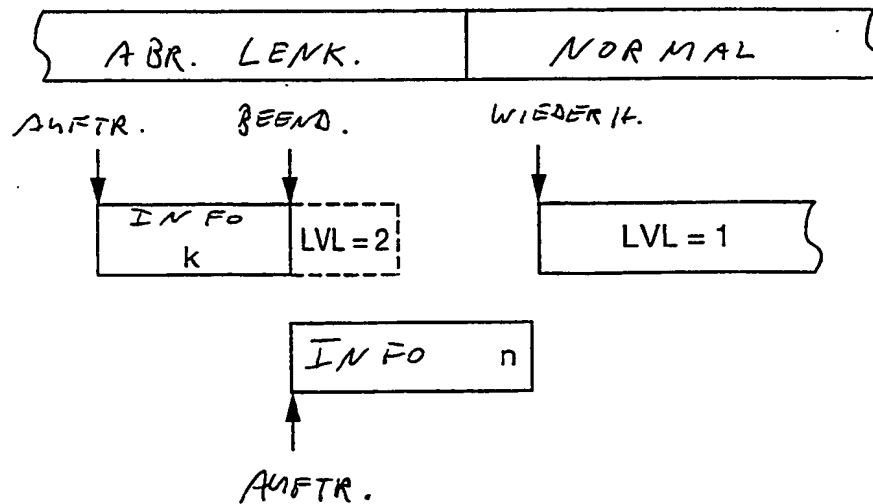 ABR. LENK. NORMAL
AUFTR. BEEND. WIEDERH.
INFO
k LVL = 2 LVL = 1
INFO n
AUFTR.